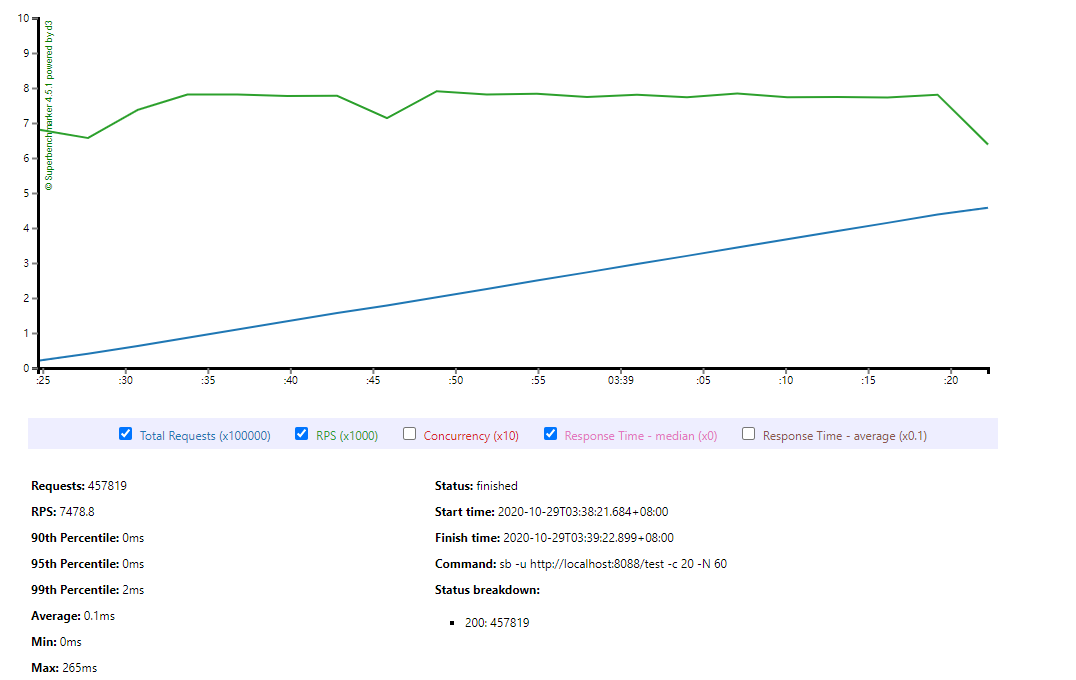 10
9
8
7
6
5
4
3
2
1
0
© Superbenchmarker 4.5.1 powered by d3
:25 :30 :35 :40 :45 :50 :55 03:39 :05 :10 :15 :20
Total Requests (x100000) RPS (x1000) Concurrency (x10) Response Time - median (x0) Response Time - average (x0.1)
Requests: 457819
RPS: 7478.8
90th Percentile: 0ms
95th Percentile: 0ms
99th Percentile: 2ms
Average: 0.1ms
Min: 0ms
Max: 265ms
Status: finished
Start time: 2020-10-29T03:38:21.684+08:00
Finish time: 2020-10-29T03:39:22.899+08:00
Command: sb -u http://localhost:8088/test -c 20 -N 60
Status breakdown:
200: 457819